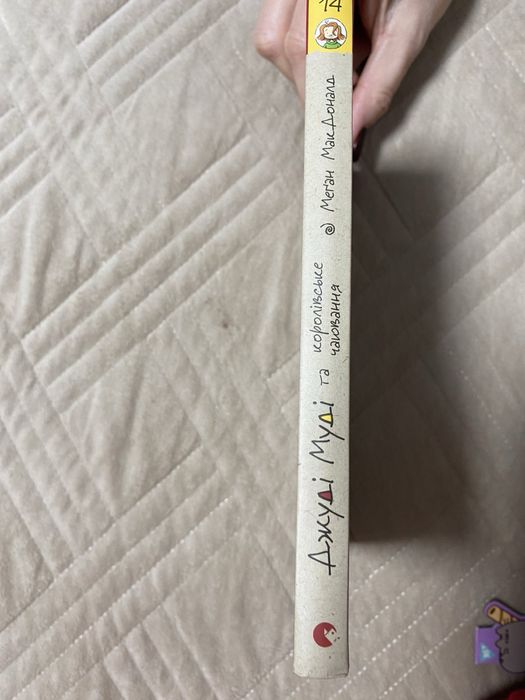 Джуді Муді та
королівське
чаювання
Меґан МакДоналд
14